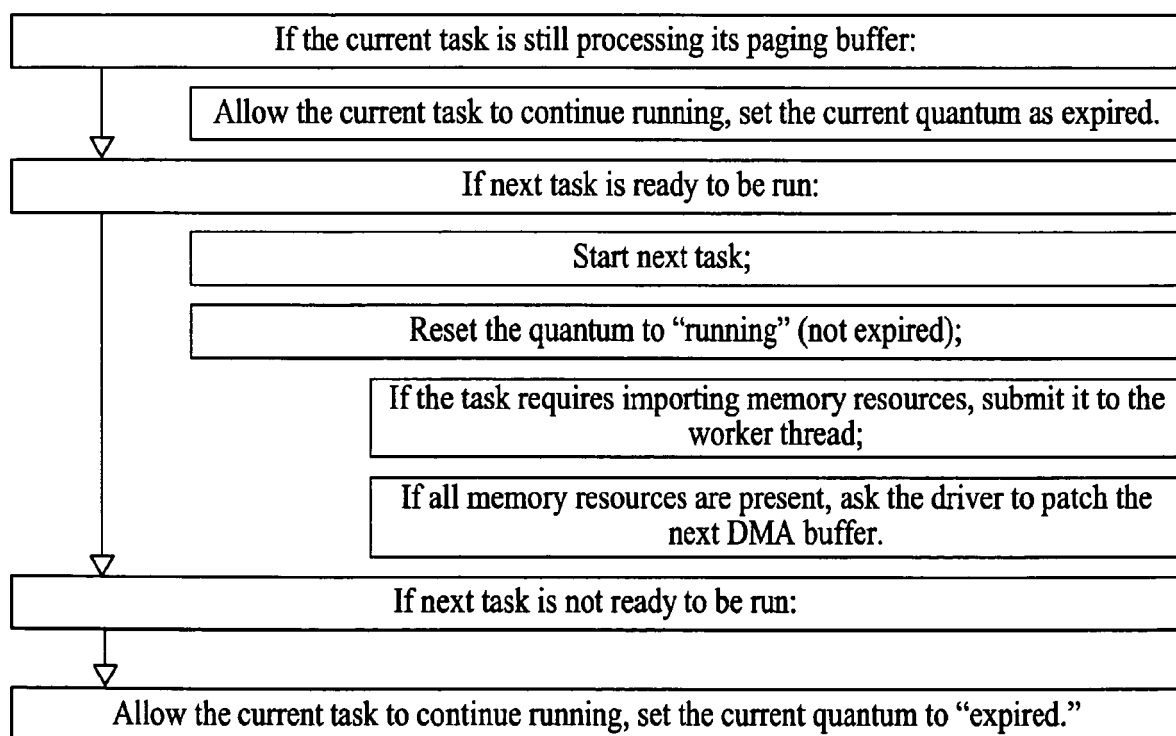 If the current task is still processing its paging buffer:
Allow the current task to continue running, set the current quantum as expired.
If next task is ready to be run:
Start next task;
Reset the quantum to “running” (not expired);
If the task requires importing memory resources, submit it to the
worker thread;
If all memory resources are present, ask the driver to patch the
next DMA buffer.
If next task is not ready to be run:
Allow the current task to continue running, set the current quantum to “expired.”